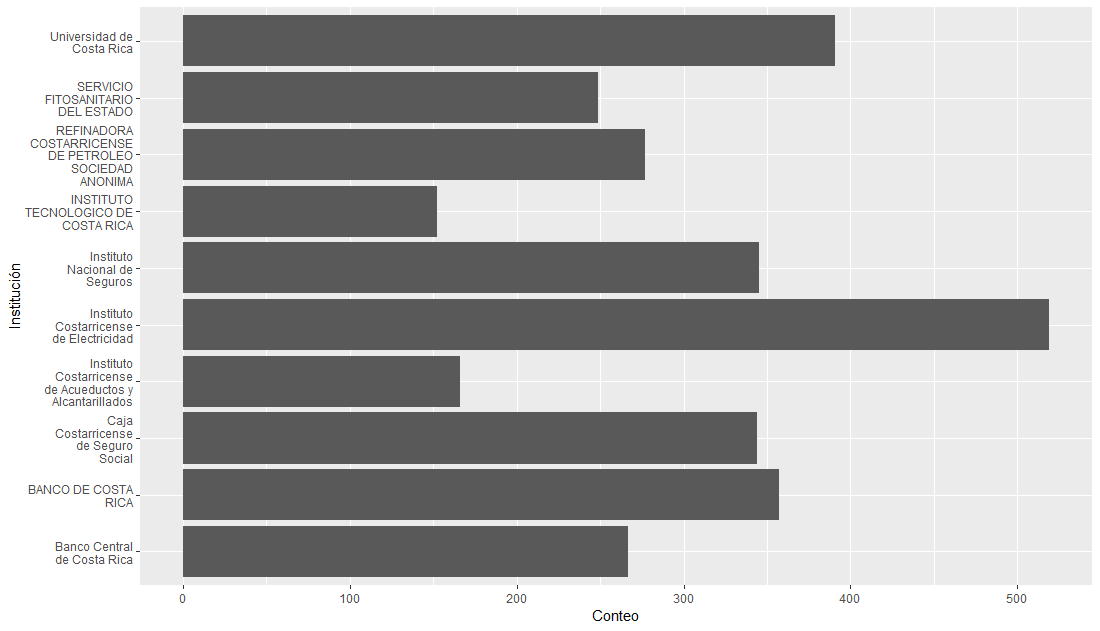 Universidad de
Costa Rica
SERVICIO
FITOSANITARIO
DEL ESTADO
REFINADORA
COSTARRICENSE
DE PETROLEO
SOCIEDAD
ANONIMA
INSTITUTO
TECNOLOGICO DE
COSTA RICA
Instituto
Nacional de
Seguros
Instituto
Costarricense
de Electricidad
Instituto
Costarricense
de Acueductos y
Alcantarillados
Caja
Costarricense
de Seguro
Social
BANCO DE COSTA
RICA
Banco Central
de Costa Rica
Institución
0 100 200 300 400 500
Conteo